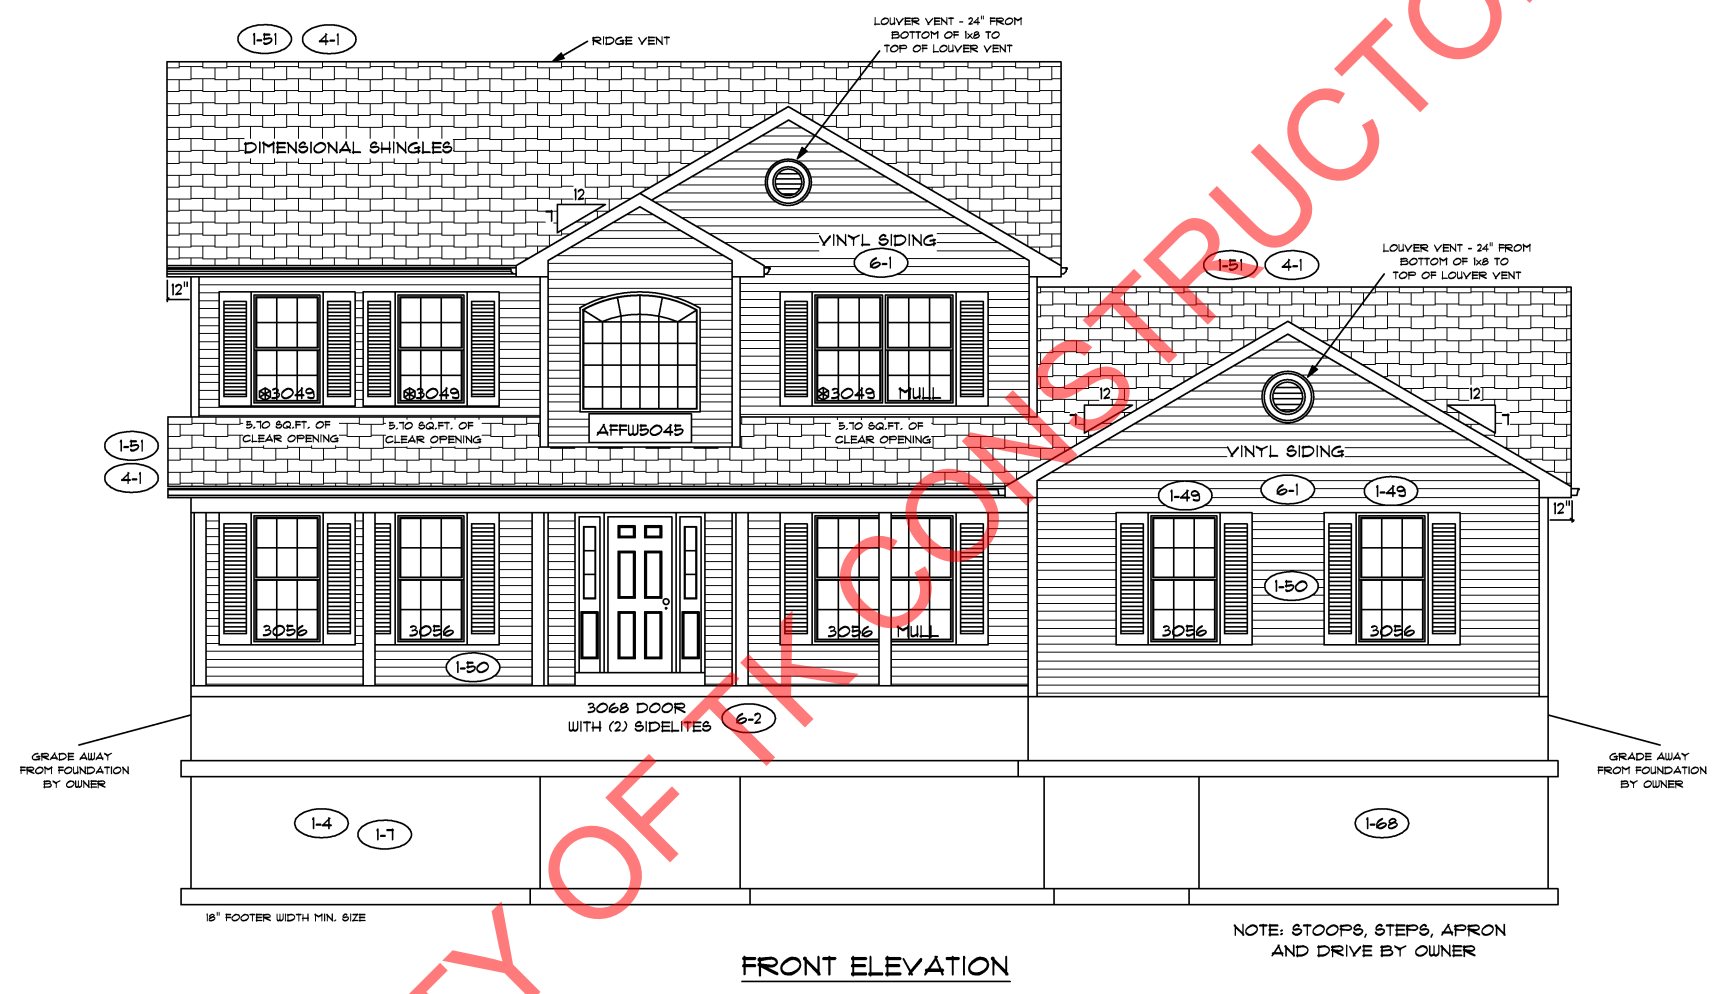 1-51
4-1
RIDGE VENT
LOUVER VENT - 24" FROM
BOTTOM OF 1x8 TO
TOP OF LOUVER VENT
DIMENSIONAL SHINGLES
12
7
VINYL SIDING
6-1
12"
LOUVER VENT - 24" FROM
BOTTOM OF 1x8 TO
TOP OF LOUVER VENT
1-51
4-1
3049
3049
3049
MULL
12
7
12
7
5.70 SQ.FT. OF
CLEAR OPENING
5.70 SQ.FT. OF
CLEAR OPENING
AFFW5045
5.70 SQ.FT. OF
CLEAR OPENING
1-51
4-1
VINYL SIDING
1-49
6-1
1-49
12"
1-50
3056
3056
3056
MULL
3056
3056
1-50
3068 DOOR
WITH (2) SIDELITES
6-2
GRADE AWAY
FROM FOUNDATION
BY OWNER
GRADE AWAY
FROM FOUNDATION
BY OWNER
1-4
1-7
1-68
18" FOOTER WIDTH MIN. SIZE
NOTE: STOOPS, STEPS, APRON
AND DRIVE BY OWNER
FRONT ELEVATION
TY OF TK CONSTRUCTO